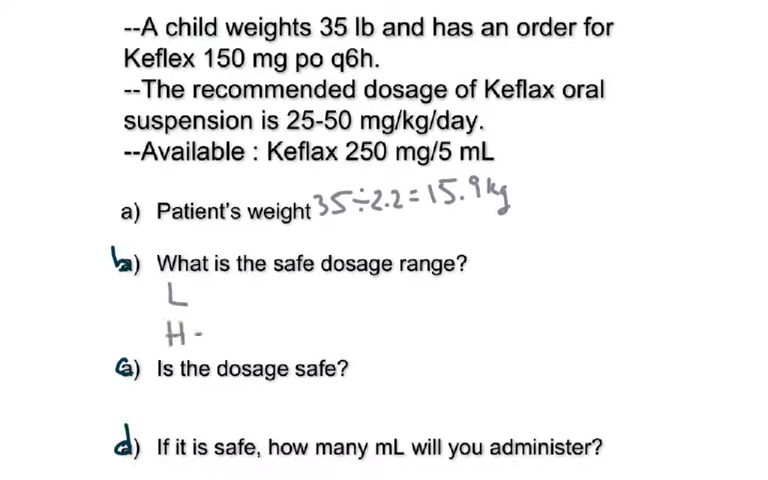 --A child weights 35 lb and has an order for
Keflex 150 mg po q6h.
--The recommended dosage of Keflax oral
suspension is 25-50 mg/kg/day.
--Available : Keflax 250 mg/5 mL
a) Patient's weight 35÷2.2=15.9kg
b) What is the safe dosage range?
L
H -
c) Is the dosage safe?
d) If it is safe, how many mL will you administer?